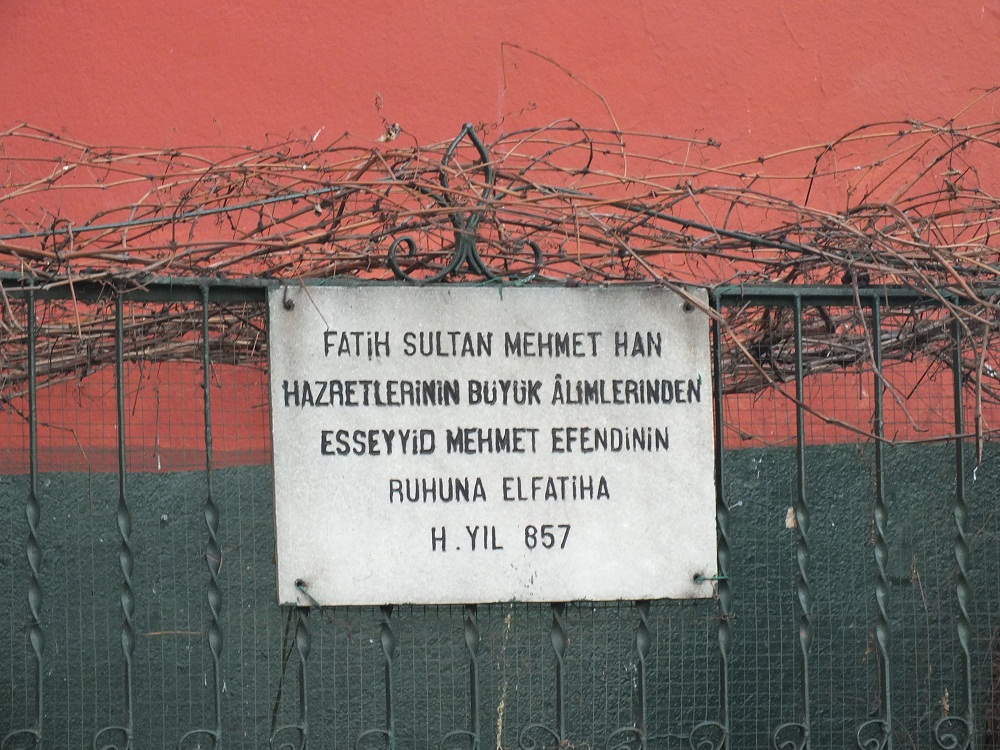 FATİH SULTAN MEHMET HAN
HAZRETLERİNİN BÜYÜK ÂLİMLERİNDEN
ESSEYYİD MEHMET EFENDİNİN
RUHUNA ELFATİHA
H. YIL 857